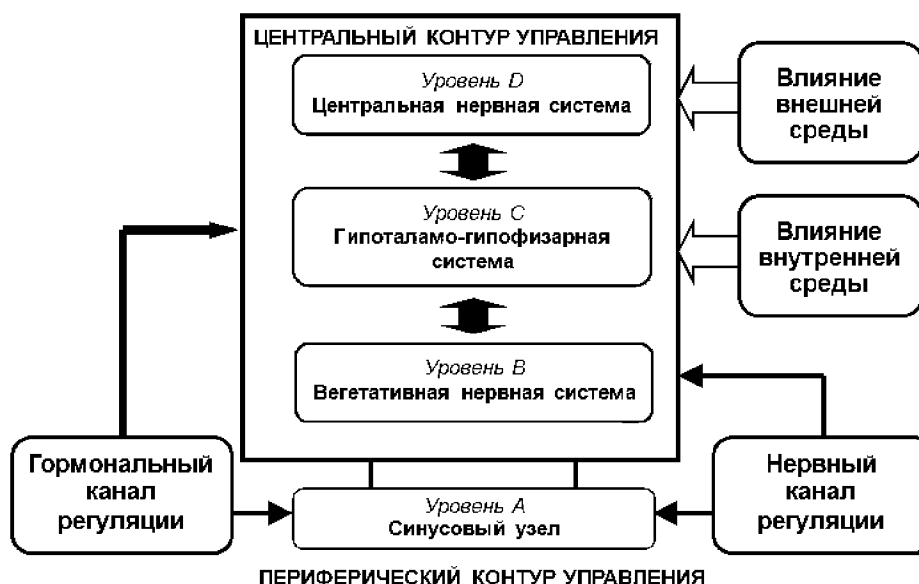 ЦЕНТРАЛЬНЫЙ КОНТУР УПРАВЛЕНИЯ
Уровень D
Центральная нервная система
Влияние
внешней
среды
Уровень C
Гипоталамо-гипофизарная
система
Влияние
внутренней
среды
Уровень B
Вегетативная нервная система
Гормональный
канал
регуляции
Нервный
канал
регуляции
Уровень A
Синусовый узел
ПЕРИФЕРИЧЕСКИЙ КОНТУР УПРАВЛЕНИЯ